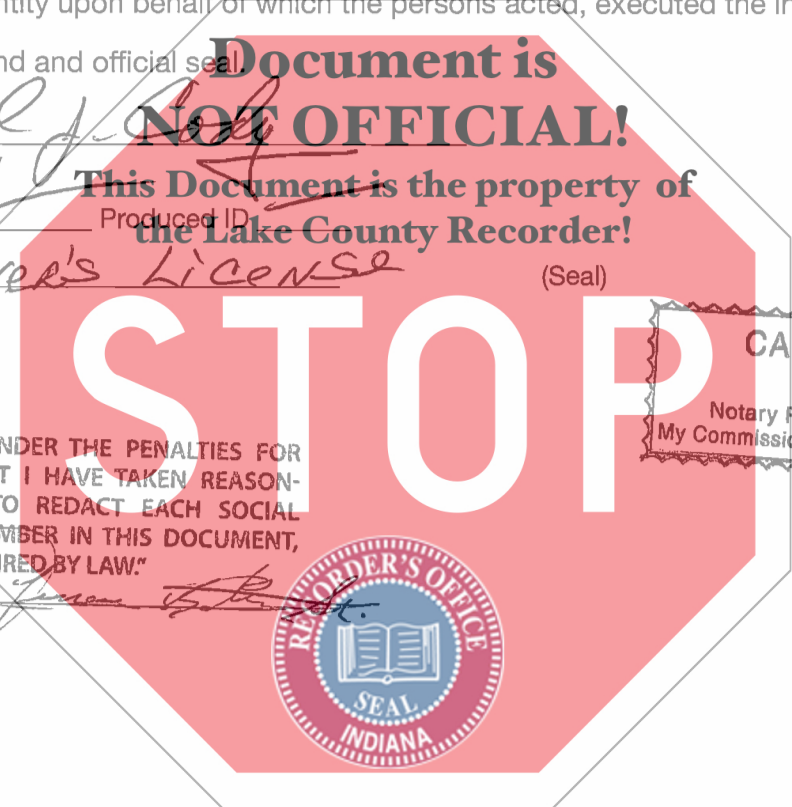 ntity upon behalf of which the persons acted, executed the in
nd and official seal.
Document is
NOT OFFICIAL!
This Document is the property of
Produced ID
the Lake County Recorder!
ver's License
(Seal)
STOP
CA
Notary P
My Commissio
NDER THE PENALTIES FOR
T I HAVE TAKEN REASON-
TO REDACT EACH SOCIAL
MBER IN THIS DOCUMENT,
IRED BY LAW."
RECORDER'S OFFICE
SEAL
INDIANA